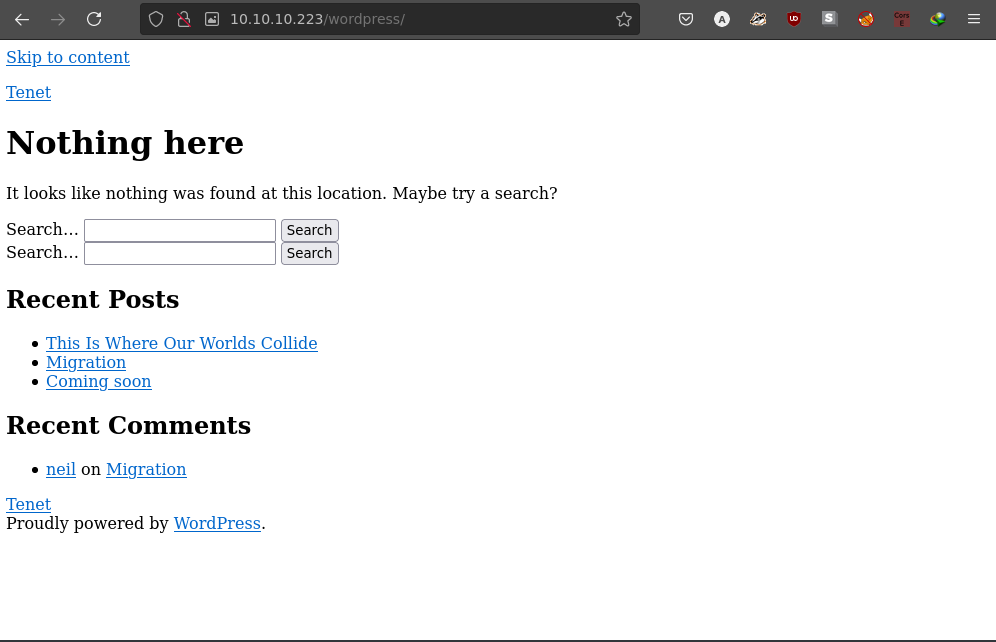 10.10.10.223/wordpress/
Skip to content
Tenet
Nothing here
It looks like nothing was found at this location. Maybe try a search?
Search… Search
Search… Search
Recent Posts
This Is Where Our Worlds Collide
Migration
Coming soon
Recent Comments
neil on Migration
Tenet
Proudly powered by WordPress.